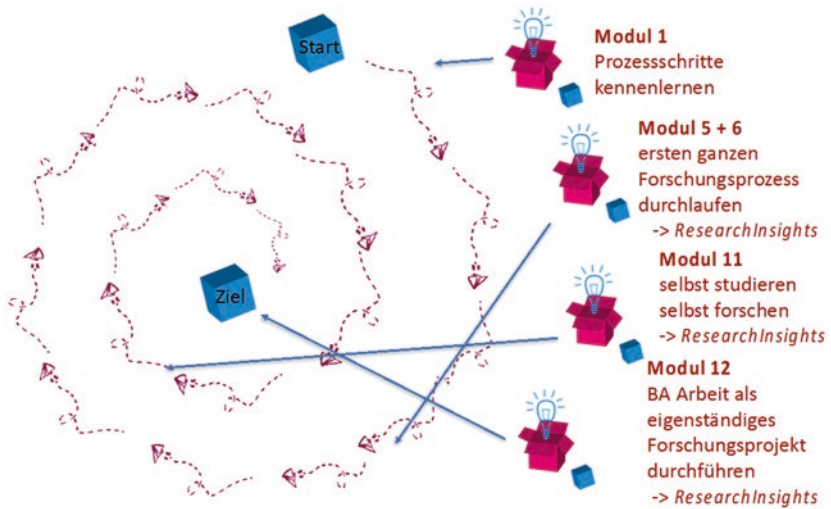 Start
Modul 1
Prozessschritte
kennenlernen
Modul 5 + 6
ersten ganzen
Forschungsprozess
durchlaufen
-> ResearchInsights
Modul 11
selbst studieren
selbst forschen
-> ResearchInsights
Ziel
Modul 12
BA Arbeit als
eigenständiges
Forschungsprojekt
durchführen
-> ResearchInsights